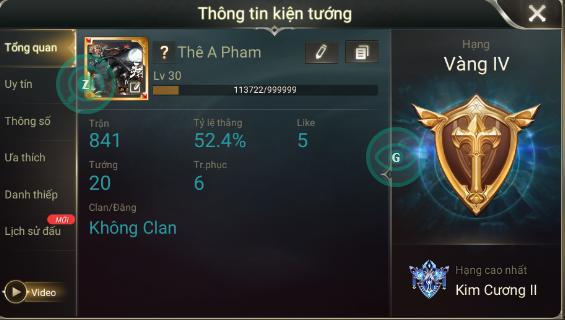 Thông tin kiện tướng
Tổng quan
Uy tín
Thông số
Ưa thích
Danh thiếp
Lịch sử đấu
MỚI
Video
?
Thê A Pham
Lv 30
113722/999999
Z
Trận
841
Tỷ lệ thắng
52.4%
Like
5
Tướng
20
Tr.phục
6
Clan/Đảng
Không Clan
G
Hạng
Vàng IV
Hạng cao nhất
Kim Cương II